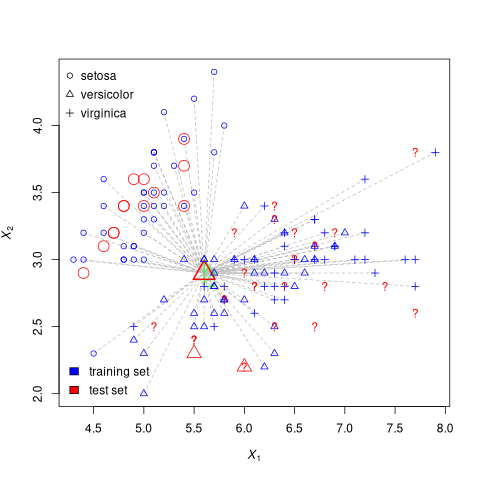 setosa
versicolor
virginica
training set
test set
X₂
2.0
2.5
3.0
3.5
4.0
4.5 5.0 5.5 6.0 6.5 7.0 7.5 8.0
X₁
? ? ? ? ? ? ? ? ? ? ? ? ? ? ? ? ? ? ? ? ?